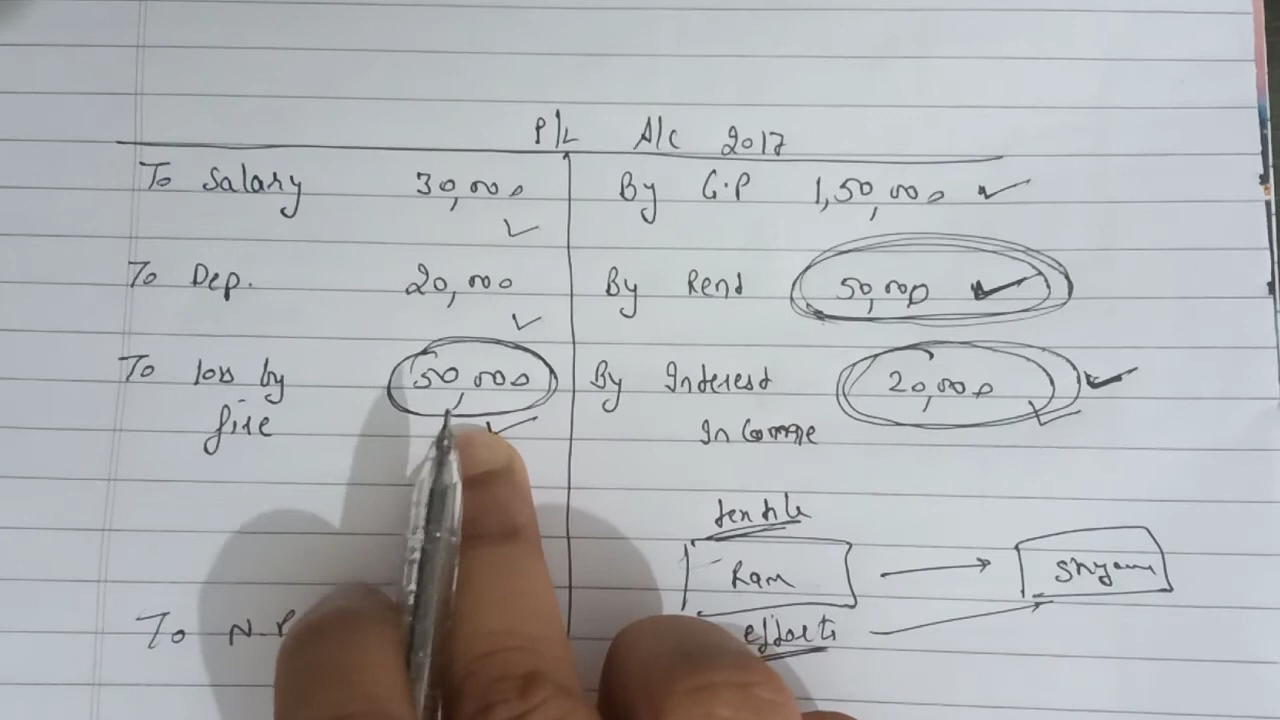 P/L A/c 2017
To Salary 30,000 By G.P 1,50,000
To Dep. 20,000 By Rend 50,000
To loss by 50,000 By Interest 20,000
fire Income
textile
Ram Shyam
To N.P efforts